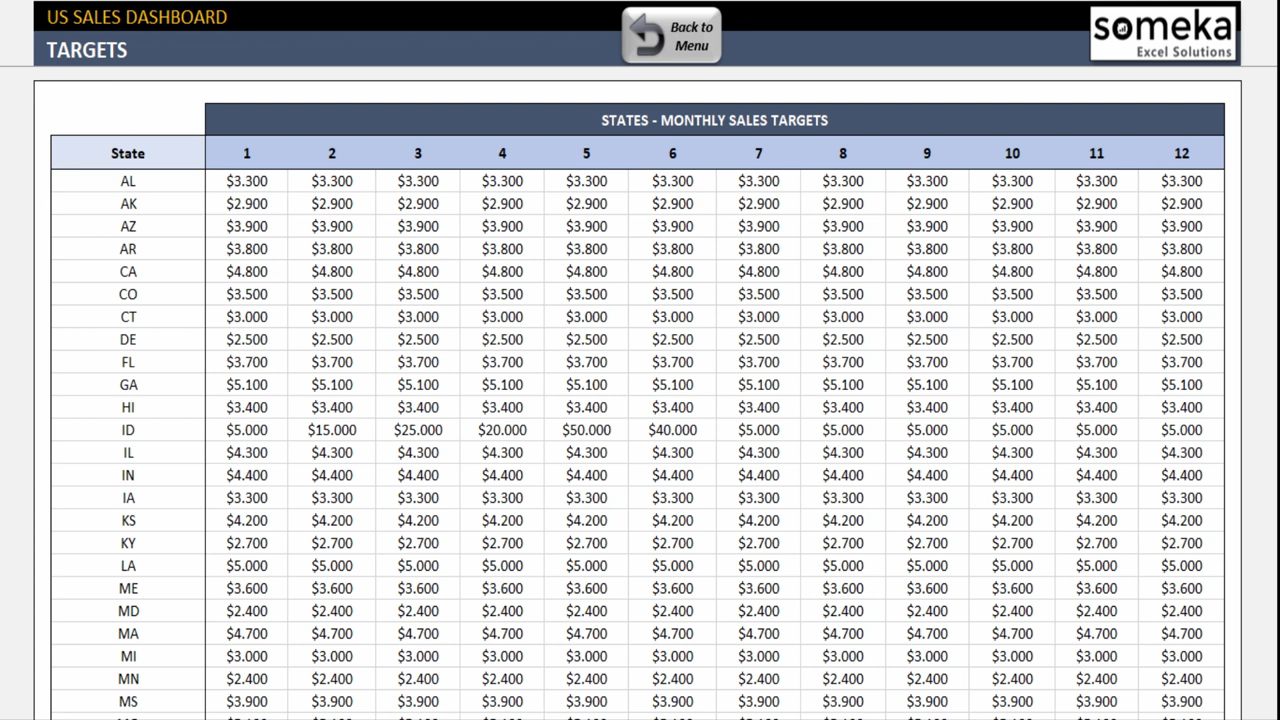 US SALES DASHBOARD
TARGETS
Back to
Menu
someka
Excel Solutions
STATES - MONTHLY SALES TARGETS
State 1 2 3 4 5 6 7 8 9 10 11 12
AL $3.300 $3.300 $3.300 $3.300 $3.300 $3.300 $3.300 $3.300 $3.300 $3.300 $3.300 $3.300
AK $2.900 $2.900 $2.900 $2.900 $2.900 $2.900 $2.900 $2.900 $2.900 $2.900 $2.900 $2.900
AZ $3.900 $3.900 $3.900 $3.900 $3.900 $3.900 $3.900 $3.900 $3.900 $3.900 $3.900 $3.900
AR $3.800 $3.800 $3.800 $3.800 $3.800 $3.800 $3.800 $3.800 $3.800 $3.800 $3.800 $3.800
CA $4.800 $4.800 $4.800 $4.800 $4.800 $4.800 $4.800 $4.800 $4.800 $4.800 $4.800 $4.800
CO $3.500 $3.500 $3.500 $3.500 $3.500 $3.500 $3.500 $3.500 $3.500 $3.500 $3.500 $3.500
CT $3.000 $3.000 $3.000 $3.000 $3.000 $3.000 $3.000 $3.000 $3.000 $3.000 $3.000 $3.000
DE $2.500 $2.500 $2.500 $2.500 $2.500 $2.500 $2.500 $2.500 $2.500 $2.500 $2.500 $2.500
FL $3.700 $3.700 $3.700 $3.700 $3.700 $3.700 $3.700 $3.700 $3.700 $3.700 $3.700 $3.700
GA $5.100 $5.100 $5.100 $5.100 $5.100 $5.100 $5.100 $5.100 $5.100 $5.100 $5.100 $5.100
HI $3.400 $3.400 $3.400 $3.400 $3.400 $3.400 $3.400 $3.400 $3.400 $3.400 $3.400 $3.400
ID $5.000 $15.000 $25.000 $20.000 $50.000 $40.000 $5.000 $5.000 $5.000 $5.000 $5.000 $5.000
IL $4.300 $4.300 $4.300 $4.300 $4.300 $4.300 $4.300 $4.300 $4.300 $4.300 $4.300 $4.300
IN $4.400 $4.400 $4.400 $4.400 $4.400 $4.400 $4.400 $4.400 $4.400 $4.400 $4.400 $4.400
IA $3.300 $3.300 $3.300 $3.300 $3.300 $3.300 $3.300 $3.300 $3.300 $3.300 $3.300 $3.300
KS $4.200 $4.200 $4.200 $4.200 $4.200 $4.200 $4.200 $4.200 $4.200 $4.200 $4.200 $4.200
KY $2.700 $2.700 $2.700 $2.700 $2.700 $2.700 $2.700 $2.700 $2.700 $2.700 $2.700 $2.700
LA $5.000 $5.000 $5.000 $5.000 $5.000 $5.000 $5.000 $5.000 $5.000 $5.000 $5.000 $5.000
ME $3.600 $3.600 $3.600 $3.600 $3.600 $3.600 $3.600 $3.600 $3.600 $3.600 $3.600 $3.600
MD $2.400 $2.400 $2.400 $2.400 $2.400 $2.400 $2.400 $2.400 $2.400 $2.400 $2.400 $2.400
MA $4.700 $4.700 $4.700 $4.700 $4.700 $4.700 $4.700 $4.700 $4.700 $4.700 $4.700 $4.700
MI $3.000 $3.000 $3.000 $3.000 $3.000 $3.000 $3.000 $3.000 $3.000 $3.000 $3.000 $3.000
MN $2.400 $2.400 $2.400 $2.400 $2.400 $2.400 $2.400 $2.400 $2.400 $2.400 $2.400 $2.400
MS $3.900 $3.900 $3.900 $3.900 $3.900 $3.900 $3.900 $3.900 $3.900 $3.900 $3.900 $3.900